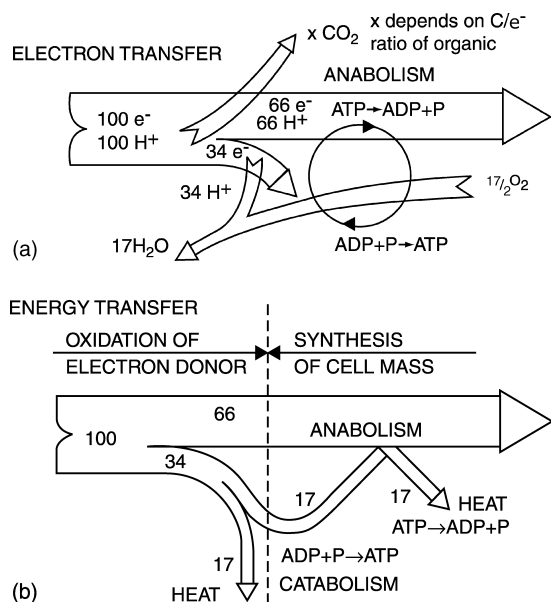 x CO2 x depends on C/e-
ratio of organic
ELECTRON TRANSFER
ANABOLISM
100 e-
100 H+
66 e-
66 H+
ATP→ADP+P
34 e-
34 H+
17/2O2
17H2O
ADP+P→ATP
(a)
ENERGY TRANSFER
OXIDATION OF
ELECTRON DONOR
SYNTHESIS
OF CELL MASS
66
100
ANABOLISM
34
17
17
HEAT
ATP→ADP+P
17
ADP+P→ATP
CATABOLISM
HEAT
(b)